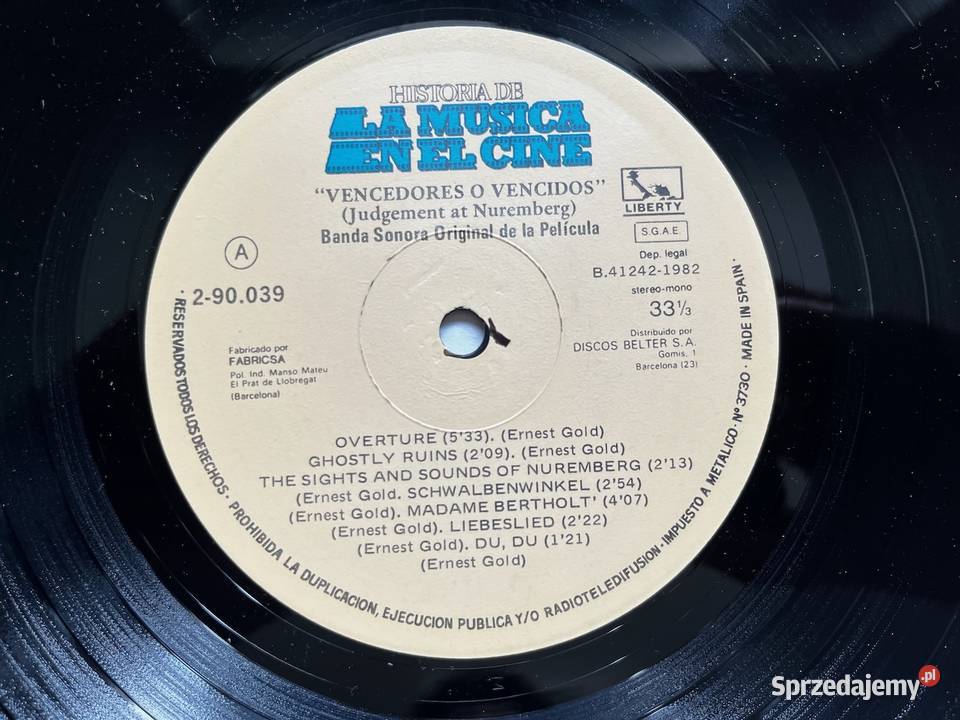 HISTORIA DE
LA MUSICA
EN EL CINE
"VENCEDORES O VENCIDOS"
(Judgement at Nuremberg)
Banda Sonora Original de la Película
LIBERTY
S.G.A.E.
Dep. legal
B.41242-1982
stereo-mono
33 1/3
Distribuido por
DISCOS BELTER S.A.
Gomis, 1
Barcelona (23)
A
2-90.039
Fabricado por
FABRICSA
Pol. Ind. Manso Mateu
El Prat de Llobregat
(Barcelona)
OVERTURE (5'33). (Ernest Gold)
GHOSTLY RUINS (2'09). (Ernest Gold)
THE SIGHTS AND SOUNDS OF NUREMBERG (2'13)
(Ernest Gold. SCHWALBENWINKEL (2'54)
(Ernest Gold). MADAME BERTHOLT' (4'07)
(Ernest Gold). LIEBESLIED (2'22)
(Ernest Gold). DU, DU (1'21)
(Ernest Gold)
· RESERVADOS TODOS LOS DERECHOS · PROHIBIDA LA DUPLICACION, EJECUCION PUBLICA Y/O RADIOTELEDIFUSION · IMPUESTO A METALICO · Nº 3730 · MADE IN SPAIN ·
Sprzedajemy.pl